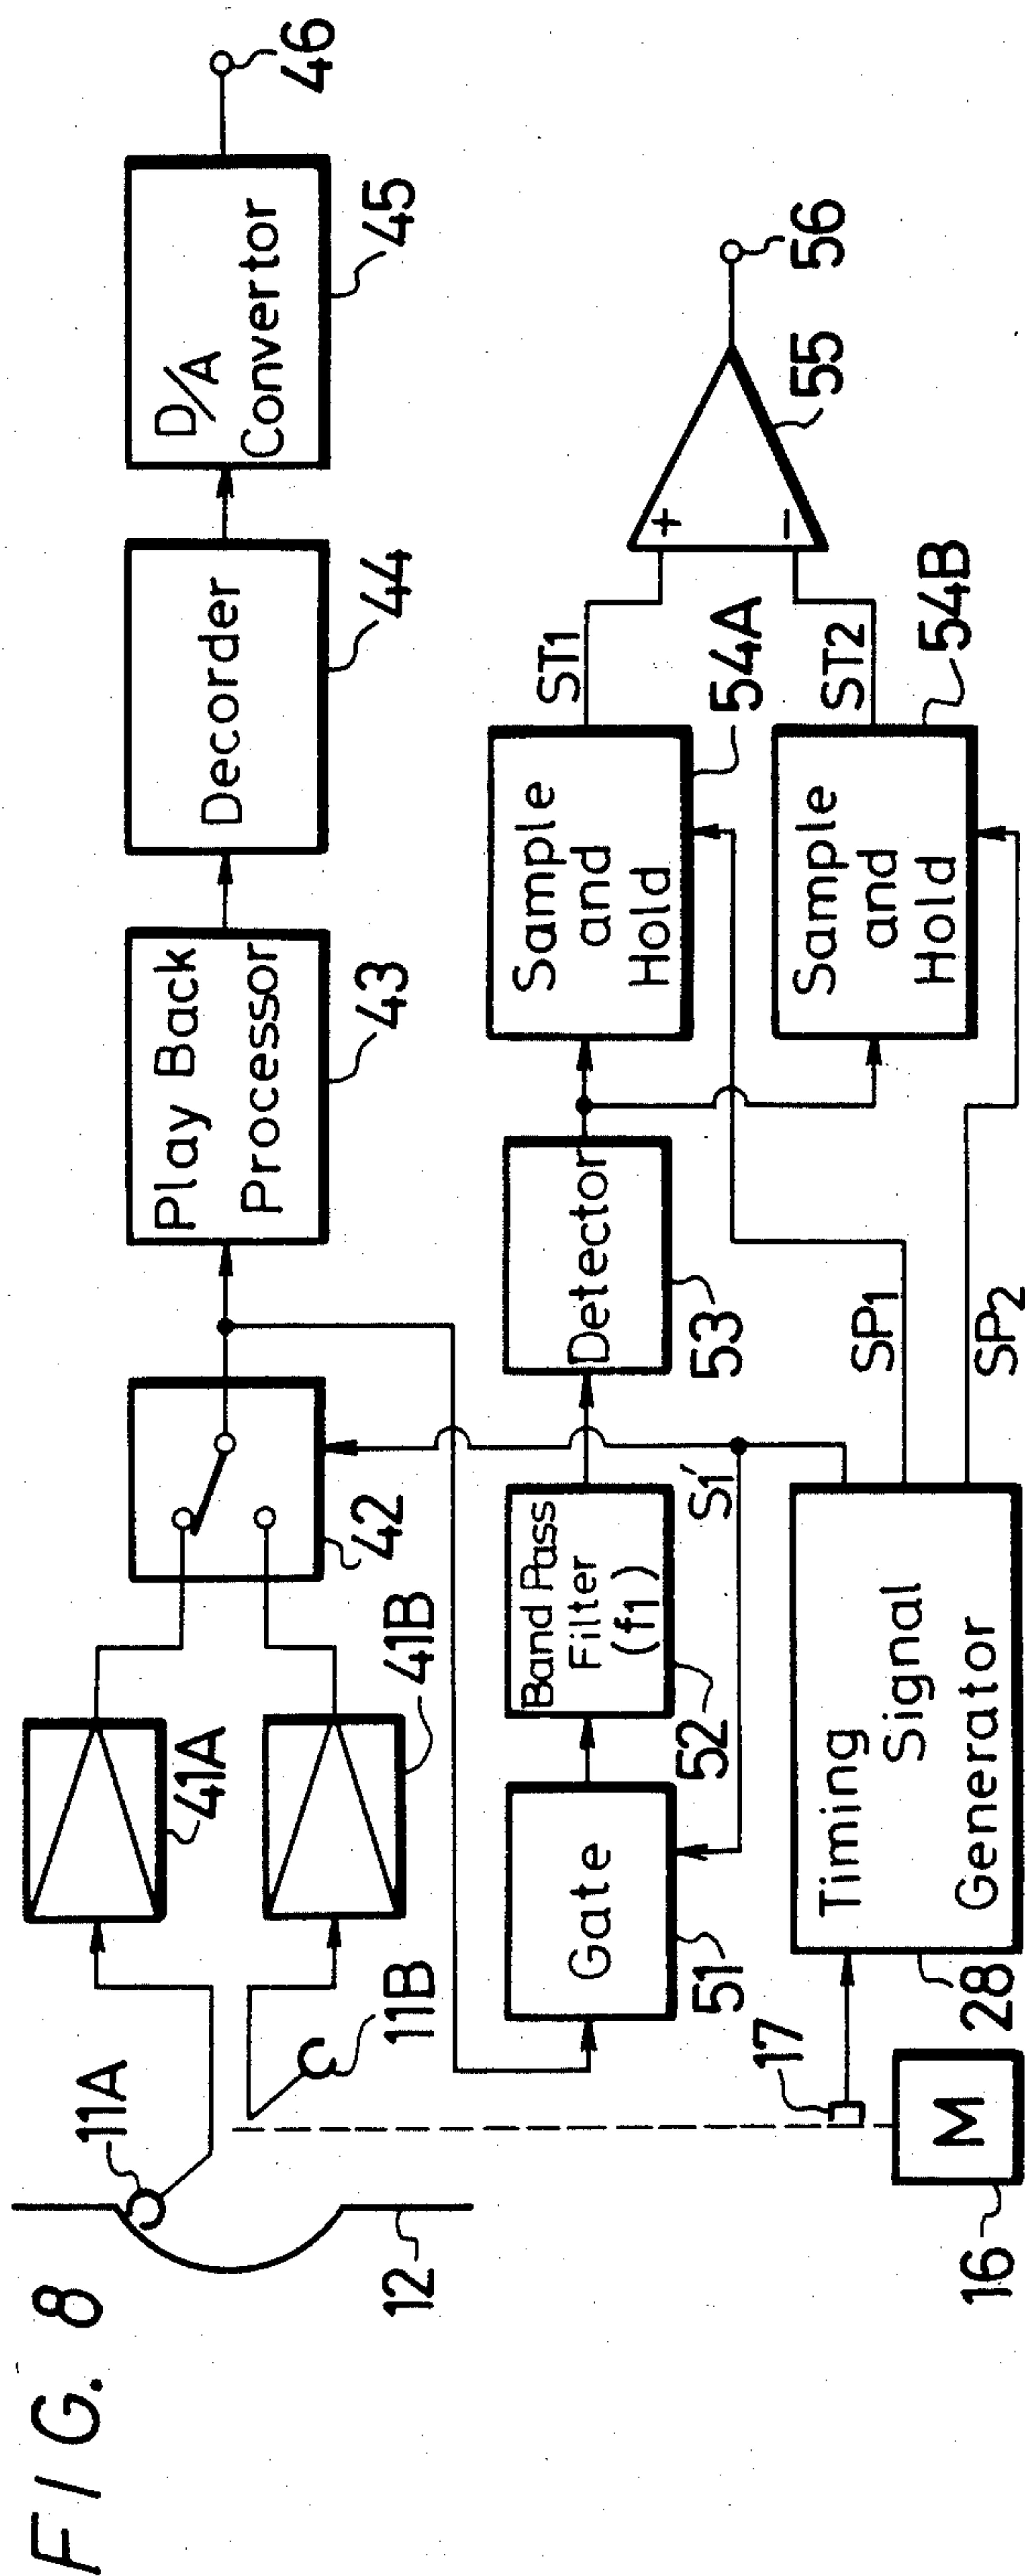 FIG. 8
11A
12
11B
41A
41B
42
Play Back
Processor
43
Decorder
44
D/A
Convertor
45
46
Gate
51
Band Pass
Filter
(f1)
52
Detector
53
Sample
and
Hold
54A
ST1
Sample
and
Hold
54B
ST2
+
−
55
56
S1'
SP1
SP2
17
M
16
Timing
Signal
Generator
28